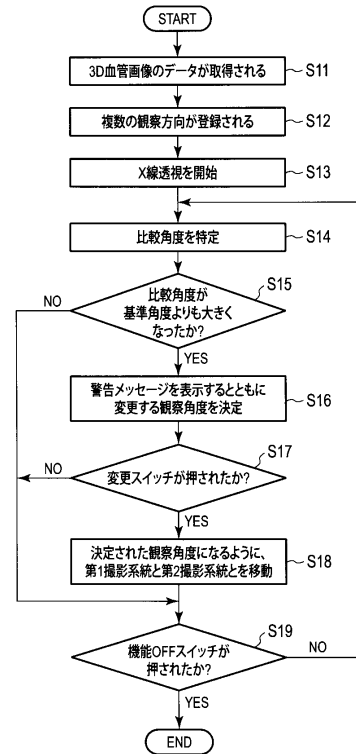 START
3D血管画像のデータが取得される
S11
複数の観察方向が登録される
S12
X線透視を開始
S13
比較角度を特定
S14
比較角度が
基準角度よりも大きく
なったか?
S15
NO
YES
警告メッセージを表示するとともに
変更する観察角度を決定
S16
変更スイッチが押されたか?
S17
NO
YES
決定された観察角度になるように、
第1撮影系統と第2撮影系統とを移動
S18
機能OFFスイッチが
押されたか?
S19
NO
YES
END